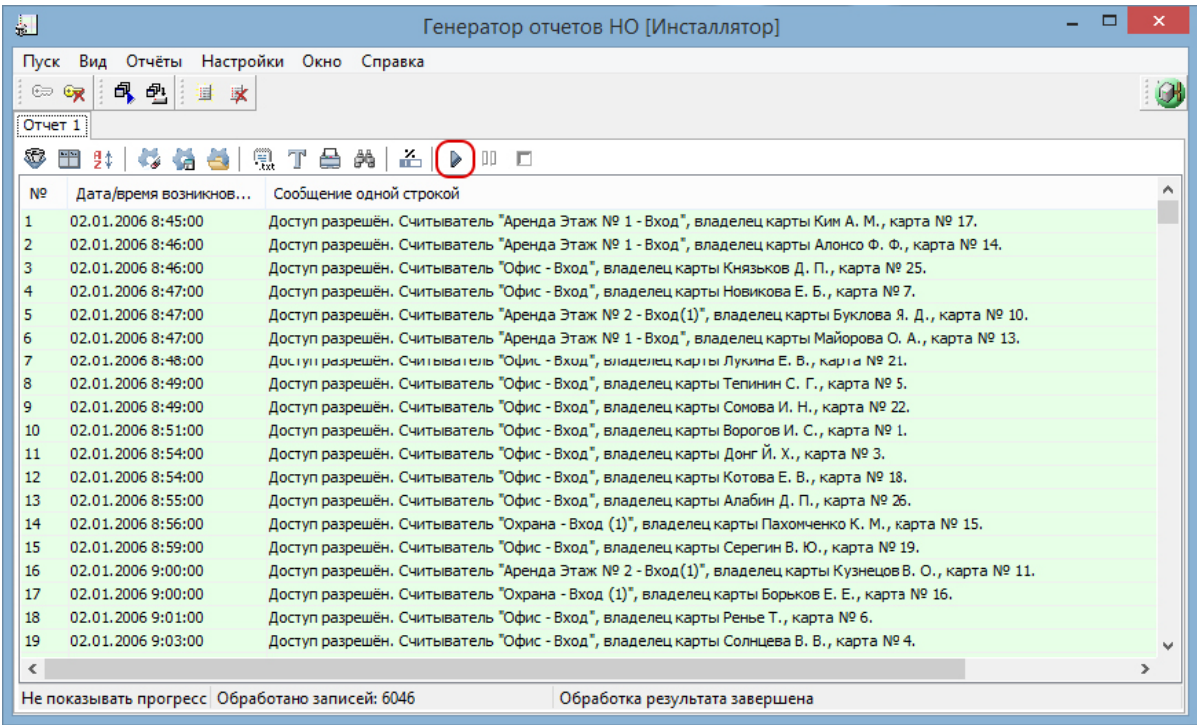 Генератор отчетов НО [Инсталлятор]
Пуск Вид Отчёты Настройки Окно Справка
Отчет 1
.txt
№ Дата/время возникнов... Сообщение одной строкой
1 02.01.2006 8:45:00 Доступ разрешён. Считыватель "Аренда Этаж № 1 - Вход", владелец карты Ким А. М., карта № 17.
2 02.01.2006 8:46:00 Доступ разрешён. Считыватель "Аренда Этаж № 1 - Вход", владелец карты Алонсо Ф. Ф., карта № 14.
3 02.01.2006 8:46:00 Доступ разрешён. Считыватель "Офис - Вход", владелец карты Князьков Д. П., карта № 25.
4 02.01.2006 8:47:00 Доступ разрешён. Считыватель "Офис - Вход", владелец карты Новикова Е. Б., карта № 7.
5 02.01.2006 8:47:00 Доступ разрешён. Считыватель "Аренда Этаж № 2 - Вход(1)", владелец карты Буклова Я. Д., карта № 10.
6 02.01.2006 8:47:00 Доступ разрешён. Считыватель "Аренда Этаж № 1 - Вход", владелец карты Майорова О. А., карта № 13.
7 02.01.2006 8:48:00 Доступ разрешён. Считыватель "Офис - Вход", владелец карты Лукина Е. В., карта № 21.
8 02.01.2006 8:49:00 Доступ разрешён. Считыватель "Офис - Вход", владелец карты Тепинин С. Г., карта № 5.
9 02.01.2006 8:49:00 Доступ разрешён. Считыватель "Офис - Вход", владелец карты Сомова И. Н., карта № 22.
10 02.01.2006 8:51:00 Доступ разрешён. Считыватель "Офис - Вход", владелец карты Ворогов И. С., карта № 1.
11 02.01.2006 8:54:00 Доступ разрешён. Считыватель "Офис - Вход", владелец карты Донг Й. Х., карта № 3.
12 02.01.2006 8:54:00 Доступ разрешён. Считыватель "Офис - Вход", владелец карты Котова Е. В., карта № 18.
13 02.01.2006 8:55:00 Доступ разрешён. Считыватель "Офис - Вход", владелец карты Алабин Д. П., карта № 26.
14 02.01.2006 8:56:00 Доступ разрешён. Считыватель "Охрана - Вход (1)", владелец карты Пахомченко К. М., карта № 15.
15 02.01.2006 8:59:00 Доступ разрешён. Считыватель "Офис - Вход", владелец карты Серегин В. Ю., карта № 19.
16 02.01.2006 9:00:00 Доступ разрешён. Считыватель "Аренда Этаж № 2 - Вход(1)", владелец карты Кузнецов В. О., карта № 11.
17 02.01.2006 9:00:00 Доступ разрешён. Считыватель "Охрана - Вход (1)", владелец карты Борьков Е. Е., карта № 16.
18 02.01.2006 9:01:00 Доступ разрешён. Считыватель "Офис - Вход", владелец карты Ренье Т., карта № 6.
19 02.01.2006 9:03:00 Доступ разрешён. Считыватель "Офис - Вход", владелец карты Солнцева В. В., карта № 4.
Не показывать прогресс Обработано записей: 6046 Обработка результата завершена